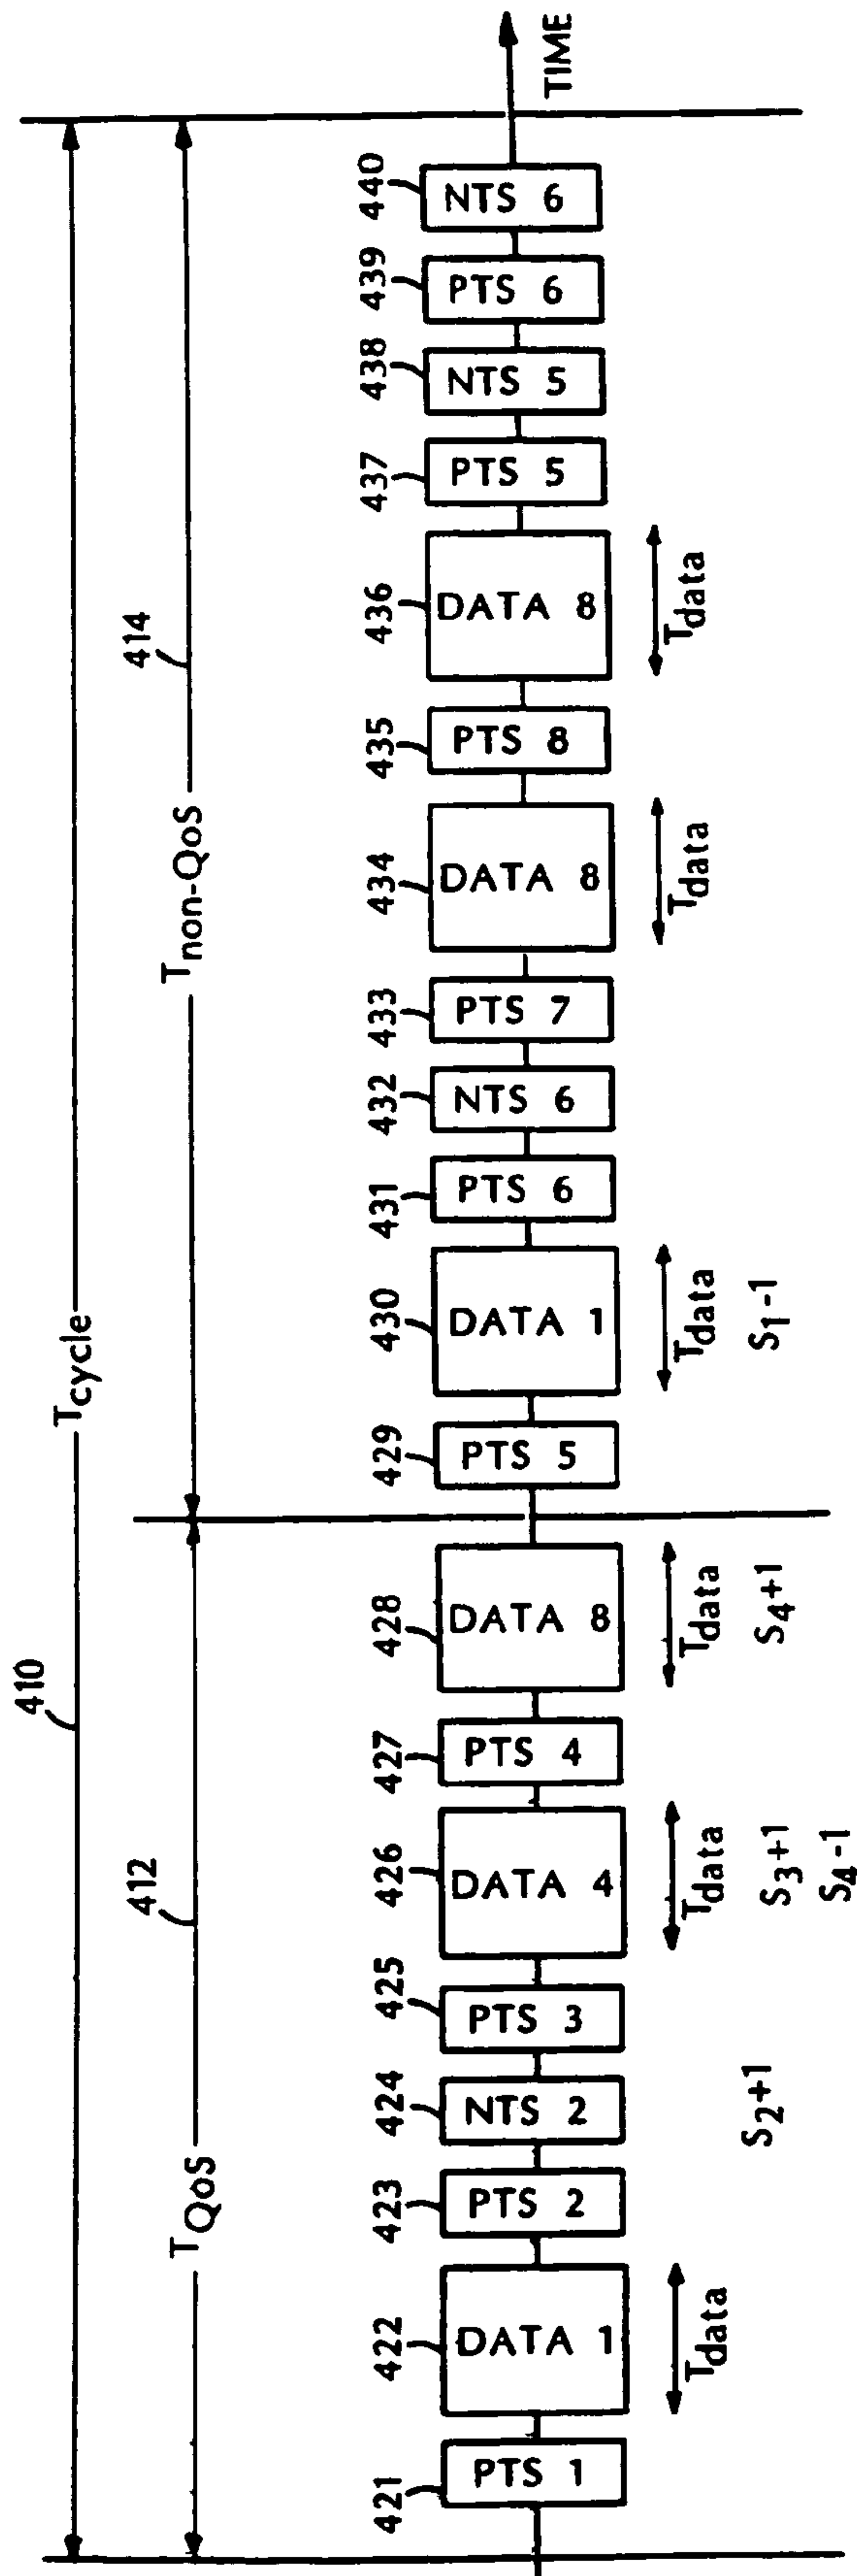 410
Tcycle
412
414
TQoS
Tnon-QoS
421
422
423
424
425
426
427
428
429
430
431
432
433
434
435
436
437
438
439
440
PTS 1
DATA 1
PTS 2
NTS 2
PTS 3
DATA 4
PTS 4
DATA 8
PTS 5
DATA 1
PTS 6
NTS 6
PTS 7
DATA 8
PTS 8
DATA 8
PTS 5
NTS 5
PTS 6
NTS 6
TIME
Tdata
Tdata
Tdata
Tdata
Tdata
Tdata
S2+1
S3+1
S4-1
S4+1
S1-1